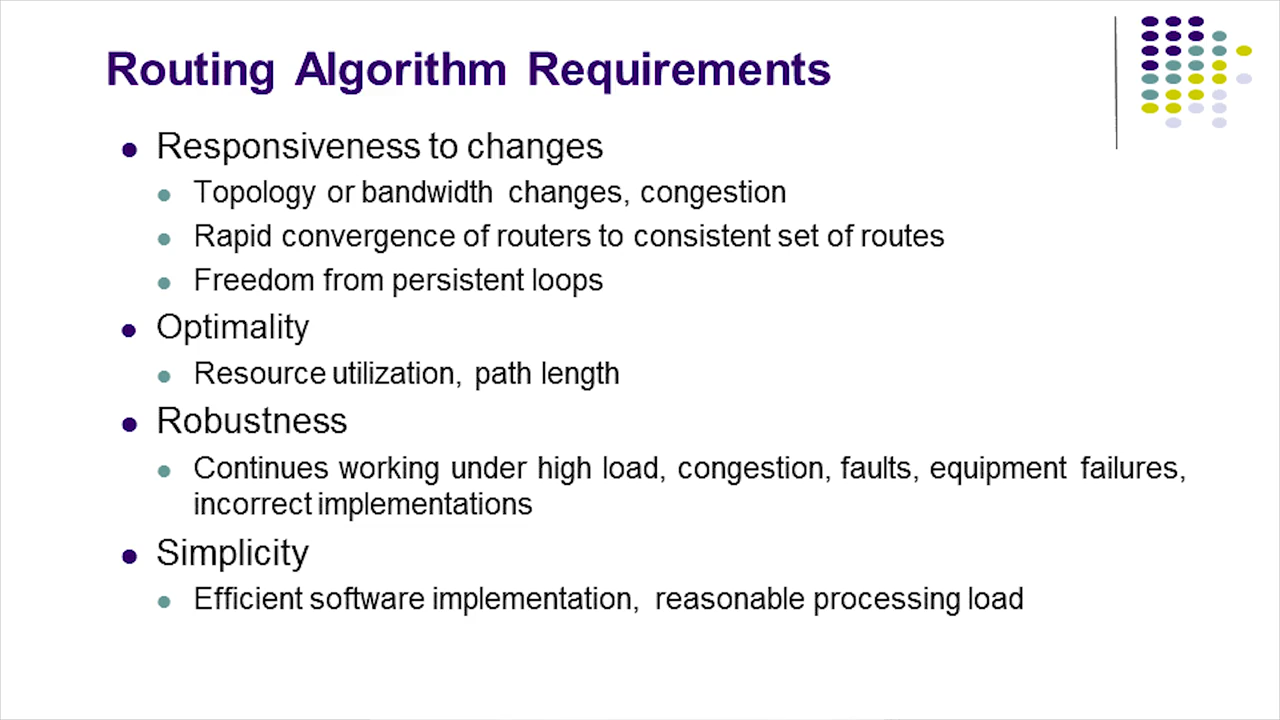 Routing Algorithm Requirements
Responsiveness to changes
Topology or bandwidth changes, congestion
Rapid convergence of routers to consistent set of routes
Freedom from persistent loops
Optimality
Resource utilization, path length
Robustness
Continues working under high load, congestion, faults, equipment failures,
incorrect implementations
Simplicity
Efficient software implementation, reasonable processing load